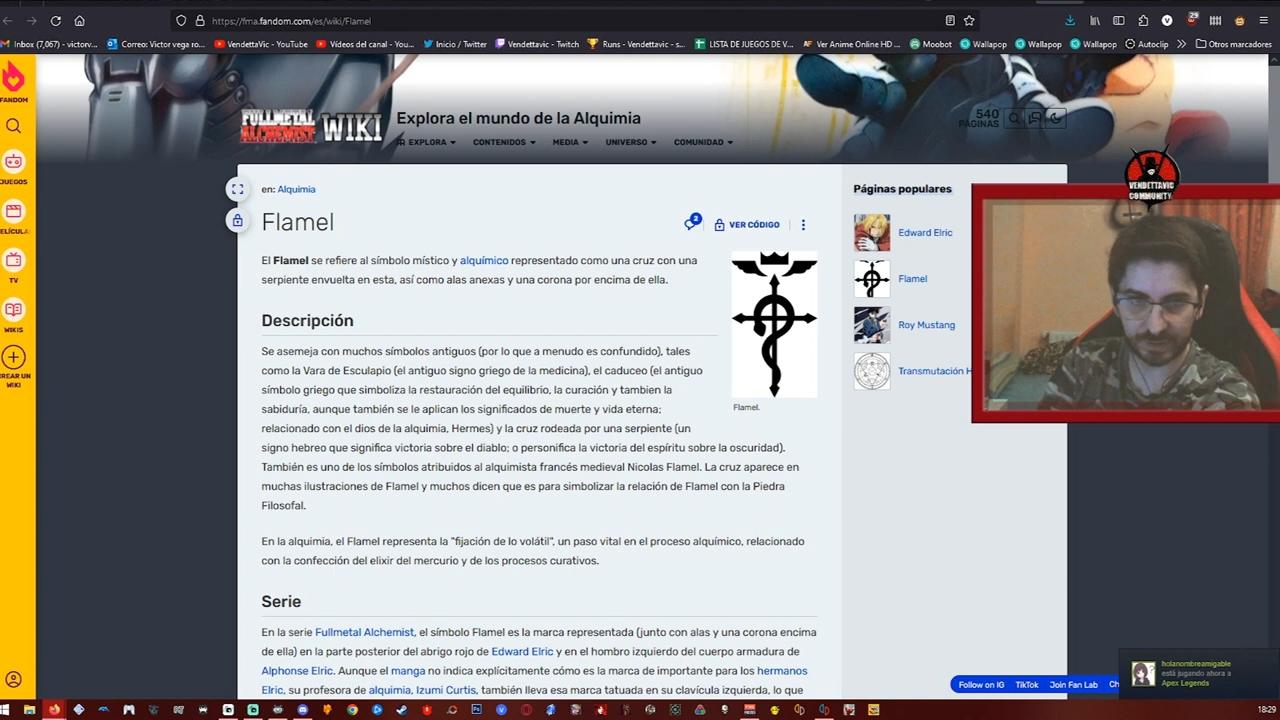 https://fma.fandom.com/es/wiki/Flamel
29
Inbox (7,067) - victorv...
Correo: Victor vega ro...
VendettaVic - YouTube
Vídeos del canal - You...
Inicio / Twitter
Vendettavic - Twitch
Runs - Vendettavic - s...
LISTA DE JUEGOS DE V...
Ver Anime Online HD ...
Moobot
Wallapop
Wallapop
Wallapop
Autoclip
Otros marcadores
FANDOM
JUEGOS
TV
WIKIS
CREAR UN
WIKI
FULLMETAL
ALCHEMIST WIKI
Explora el mundo de la Alquimia
540
PÁGINAS
EXPLORA
CONTENIDOS
MEDIA
UNIVERSO
COMUNIDAD
en: Alquimia
Flamel
2
VER CÓDIGO
El Flamel se refiere al símbolo místico y alquímico representado como una cruz con una
serpiente envuelta en esta, así como alas anexas y una corona por encima de ella.
Descripción
Se asemeja con muchos símbolos antiguos (por lo que a menudo es confundido), tales
como la Vara de Esculapio (el antiguo signo griego de la medicina), el caduceo (el antiguo
símbolo griego que simboliza la restauración del equilibrio, la curación y tambien la
sabiduría, aunque también se le aplican los significados de muerte y vida eterna;
relacionado con el dios de la alquimia, Hermes) y la cruz rodeada por una serpiente (un
signo hebreo que significa victoria sobre el diablo; o personifica la victoria del espíritu sobre la oscuridad).
También es uno de los símbolos atribuidos al alquimista francés medieval Nicolas Flamel. La cruz aparece en
muchas ilustraciones de Flamel y muchos dicen que es para simbolizar la relación de Flamel con la Piedra
Filosofal.
Flamel.
En la alquimia, el Flamel representa la "fijación de lo volátil", un paso vital en el proceso alquímico, relacionado
con la confección del elixir del mercurio y de los procesos curativos.
Serie
En la serie Fullmetal Alchemist, el símbolo Flamel es la marca representada (junto con alas y una corona encima
de ella) en la parte posterior del abrigo rojo de Edward Elric y en el hombro izquierdo del cuerpo armadura de
Alphonse Elric. Aunque el manga no indica explícitamente cómo es la marca de importante para los hermanos
Elric, su profesora de alquimia, Izumi Curtis, también lleva esa marca tatuada en su clavícula izquierda, lo que
Páginas populares
Edward Elric
Flamel
Roy Mustang
Transmutación H
VENDETTAVIC
COMMUNITY
Follow on IG
TikTok
Join Fan Lab
holanombreamigable
está jugando ahora a
Apex Legends
18:29